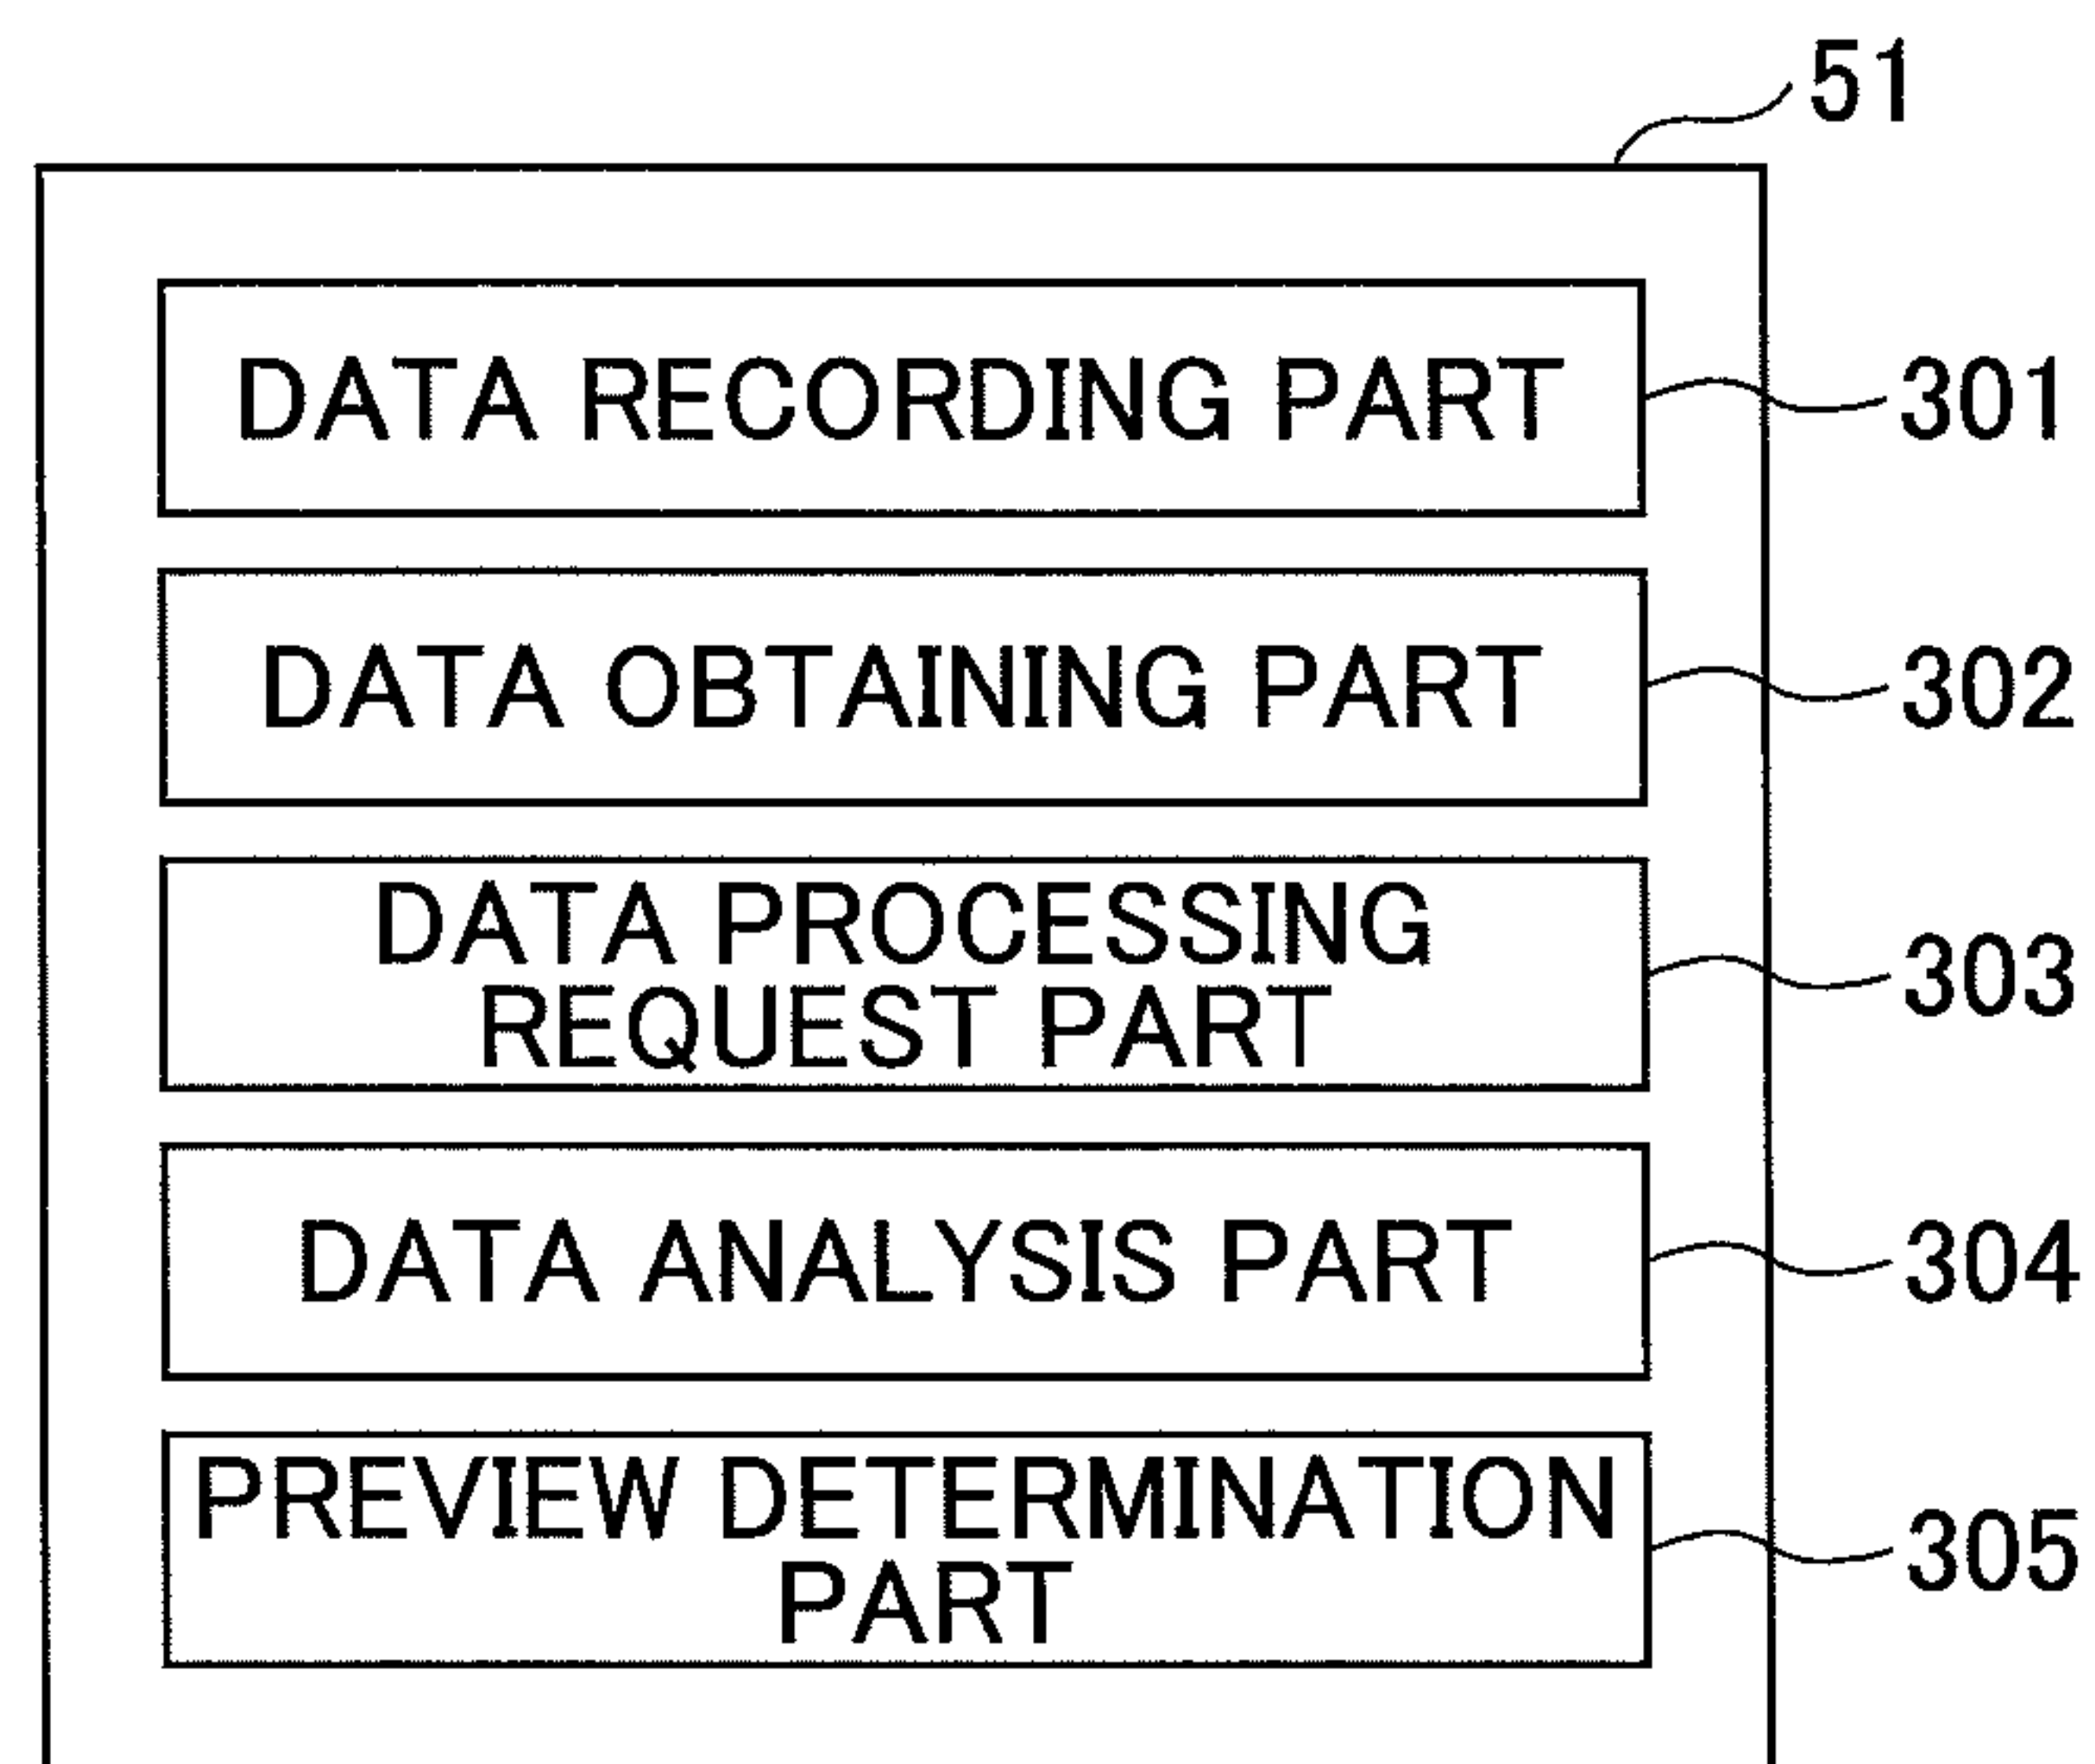 51
DATA RECORDING PART 301
DATA OBTAINING PART 302
DATA PROCESSING
REQUEST PART 303
DATA ANALYSIS PART 304
PREVIEW DETERMINATION
PART 305